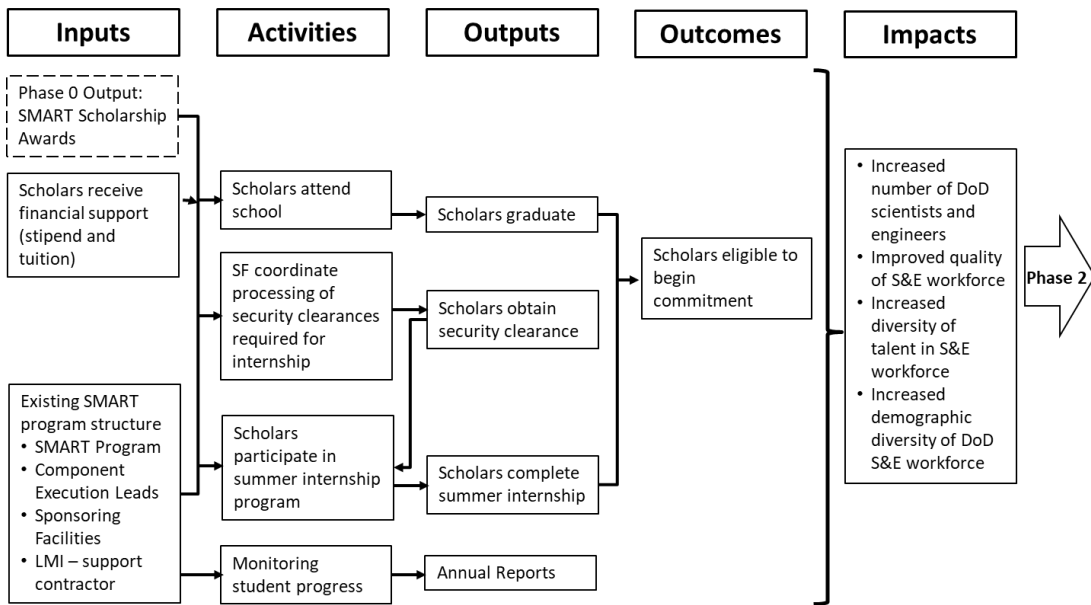 Inputs
Activities
Outputs
Outcomes
Impacts
Phase 0 Output:
SMART Scholarship
Awards
Scholars receive
financial support
(stipend and
tuition)
Existing SMART
program structure
• SMART Program
• Component
Execution Leads
• Sponsoring
Facilities
• LMI – support
contractor
Scholars attend
school
SF coordinate
processing of
security clearances
required for
internship
Scholars
participate in
summer internship
program
Monitoring
student progress
Scholars graduate
Scholars obtain
security clearance
Scholars complete
summer internship
Annual Reports
Scholars eligible to
begin
commitment
• Increased
number of DoD
scientists and
engineers
• Improved quality
of S&E workforce
• Increased
diversity of
talent in S&E
workforce
• Increased
demographic
diversity of DoD
S&E workforce
Phase 2